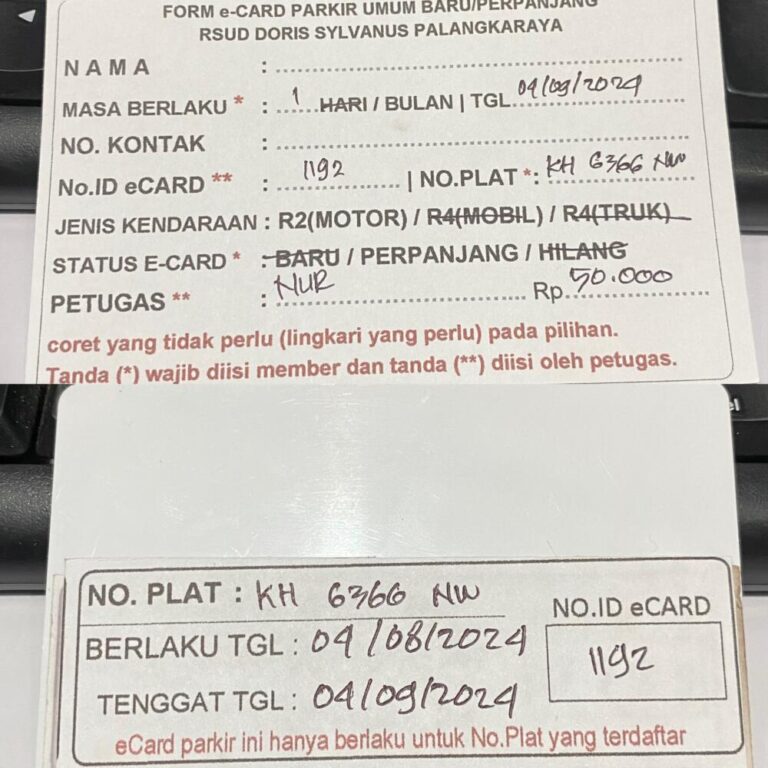 FORM e-CARD PARKIR UMUM BARU/PERPANJANG
RSUD DORIS SYLVANUS PALANGKARAYA
NAMA :
MASA BERLAKU * : 1 HARI / BULAN | TGL. 04/09/2024
NO. KONTAK :
No.ID eCARD ** : 1192 | NO.PLAT *: KH 6366 NW
JENIS KENDARAAN : R2(MOTOR) / R4(MOBIL) / R4(TRUK)
STATUS E-CARD * : BARU / PERPANJANG / HILANG
PETUGAS ** : NUR Rp. 50.000
coret yang tidak perlu (lingkari yang perlu) pada pilihan.
Tanda (*) wajib diisi member dan tanda (**) diisi oleh petugas.
NO. PLAT : KH 6366 NW
NO.ID eCARD
BERLAKU TGL : 04/08/2024
1192
TENGGAT TGL : 04/09/2024
eCard parkir ini hanya berlaku untuk No.Plat yang terdaftar